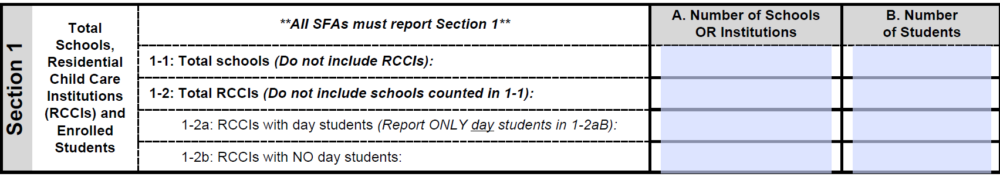 Section 1
Total
Schools,
Residential
Child Care
Institutions
(RCCIs) and
Enrolled
Students
**All SFAs must report Section 1**
A. Number of Schools
OR Institutions
B. Number
of Students
1-1: Total schools (Do not include RCCIs):
1-2: Total RCCIs (Do not include schools counted in 1-1):
1-2a: RCCIs with day students (Report ONLY day students in 1-2aB):
1-2b: RCCIs with NO day students: